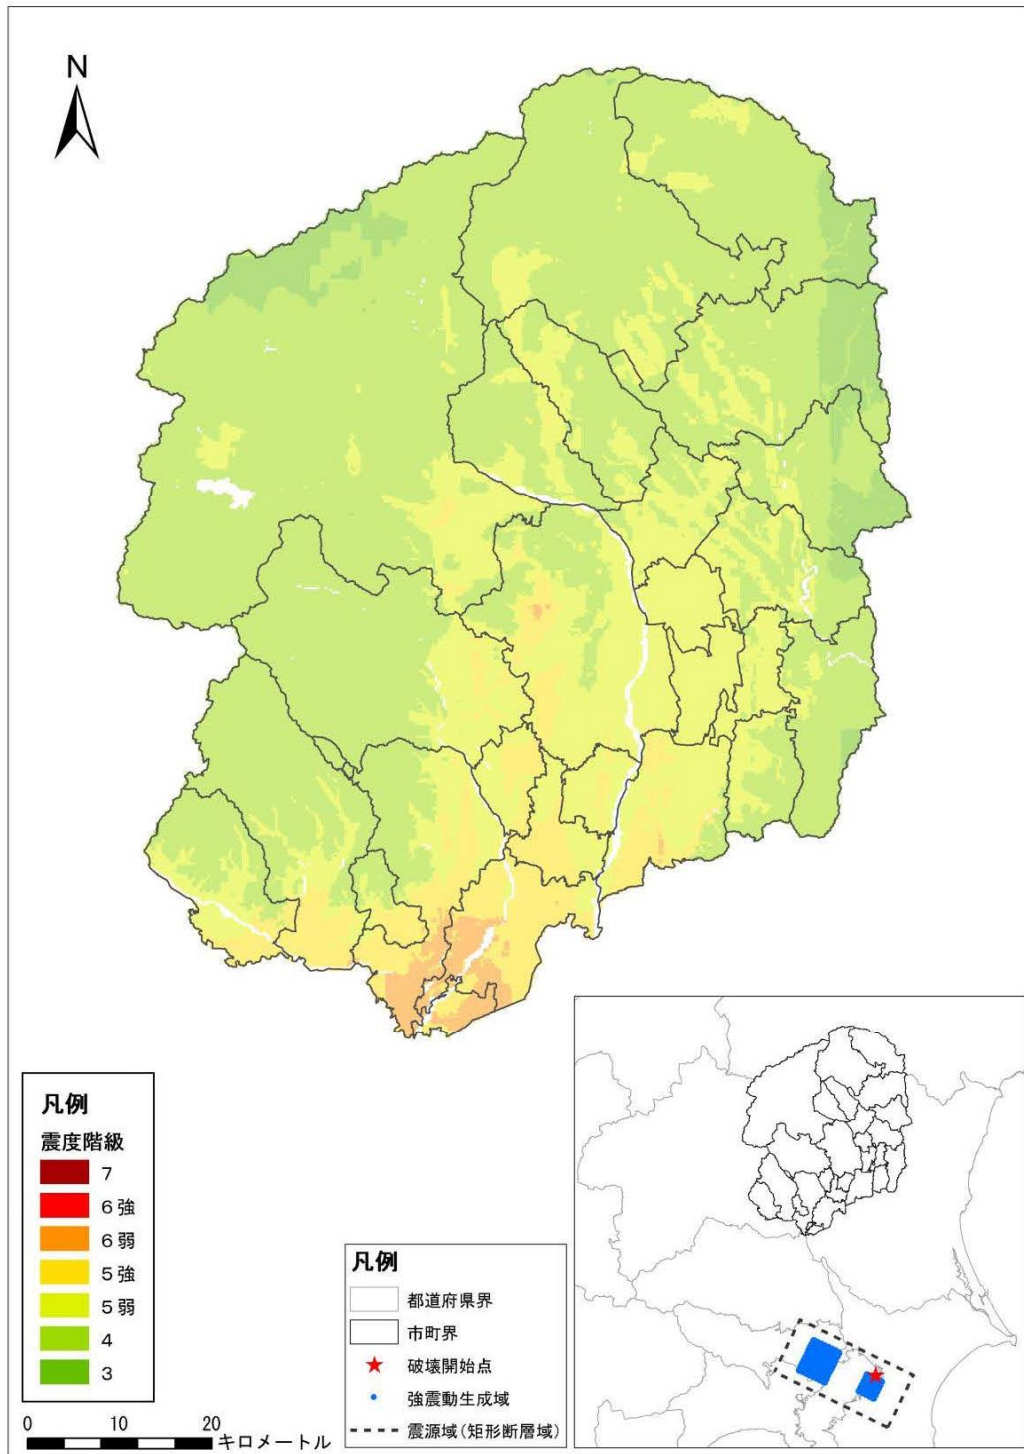 N
凡例
震度階級
7
6強
6弱
5強
5弱
4
3
0 10 20
キロメートル
凡例
都道府県界
市町界
破壊開始点
強震動生成域
震源域(矩形断層域)